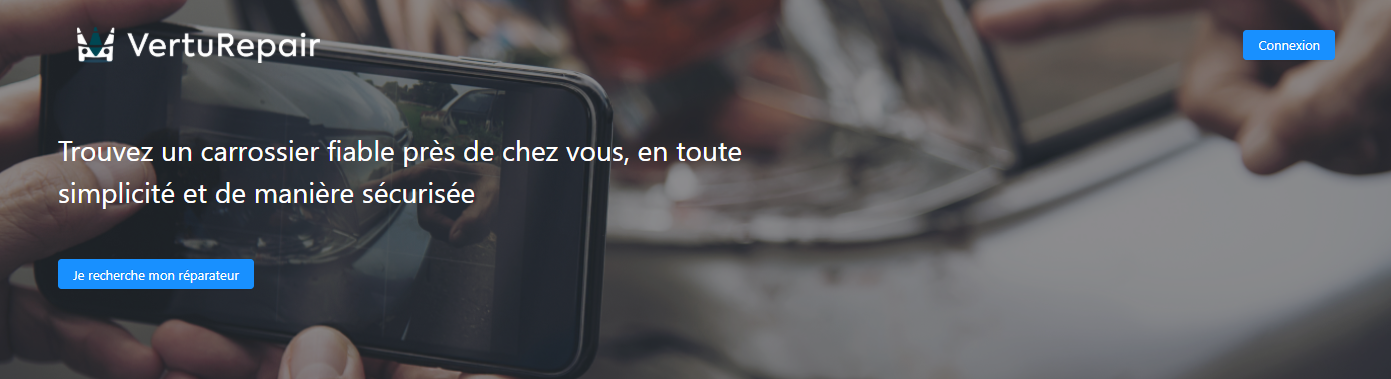 VertuRepair
Connexion
Trouvez un carrossier fiable près de chez vous, en toute
simplicité et de manière sécurisée
Je recherche mon réparateur